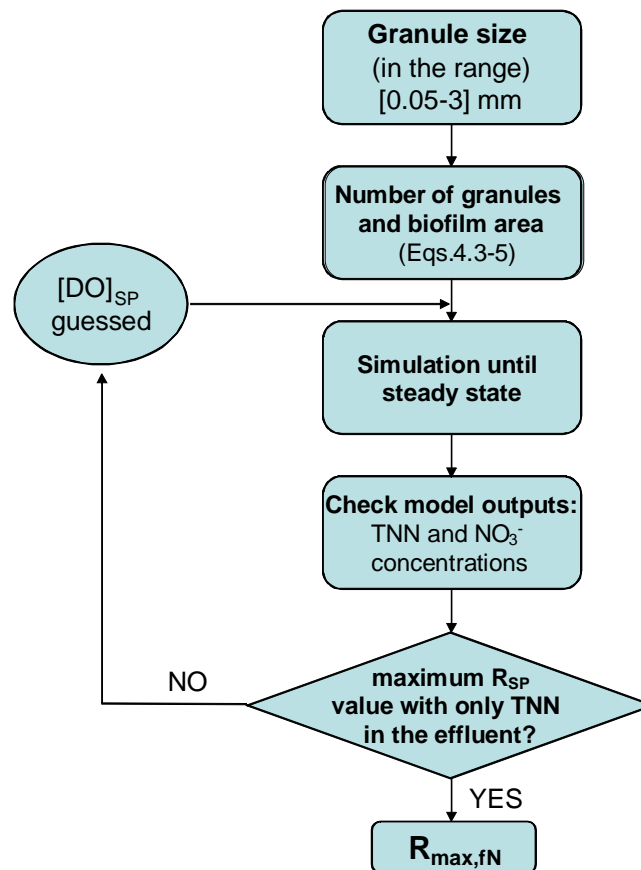 Granule size
(in the range)
[0.05-3] mm
Number of granules
and biofilm area
(Eqs.4.3-5)
[DO]SP
guessed
Simulation until
steady state
Check model outputs:
TNN and NO₃⁻
concentrations
NO
maximum RSP
value with only TNN
in the effluent?
YES
Rmax,fN